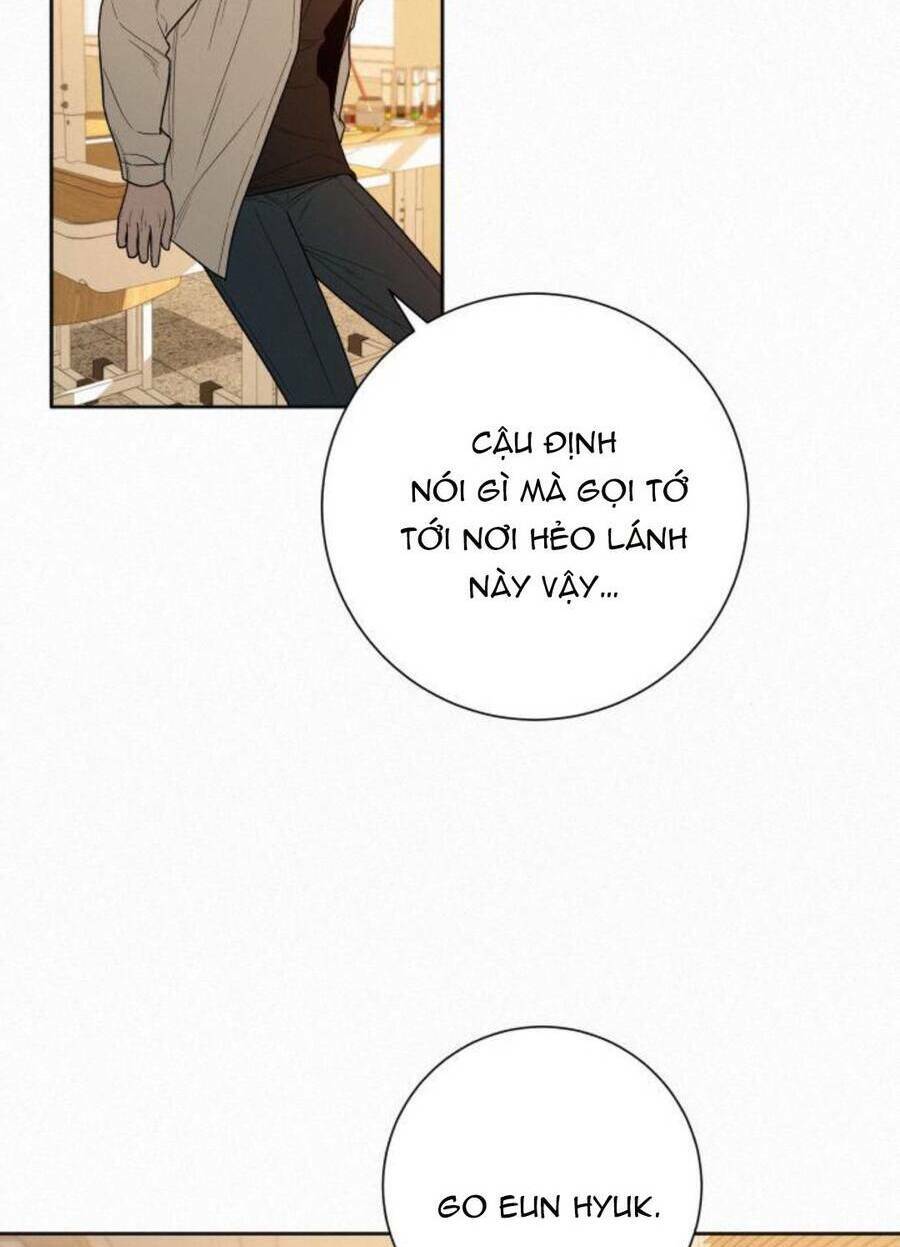 CẬU ĐỊNH
NÓI GÌ MÀ GỌI TỚ
TỚI NƠI HẺO LÁNH
NÀY VẬY...
GO EUN HYUK.